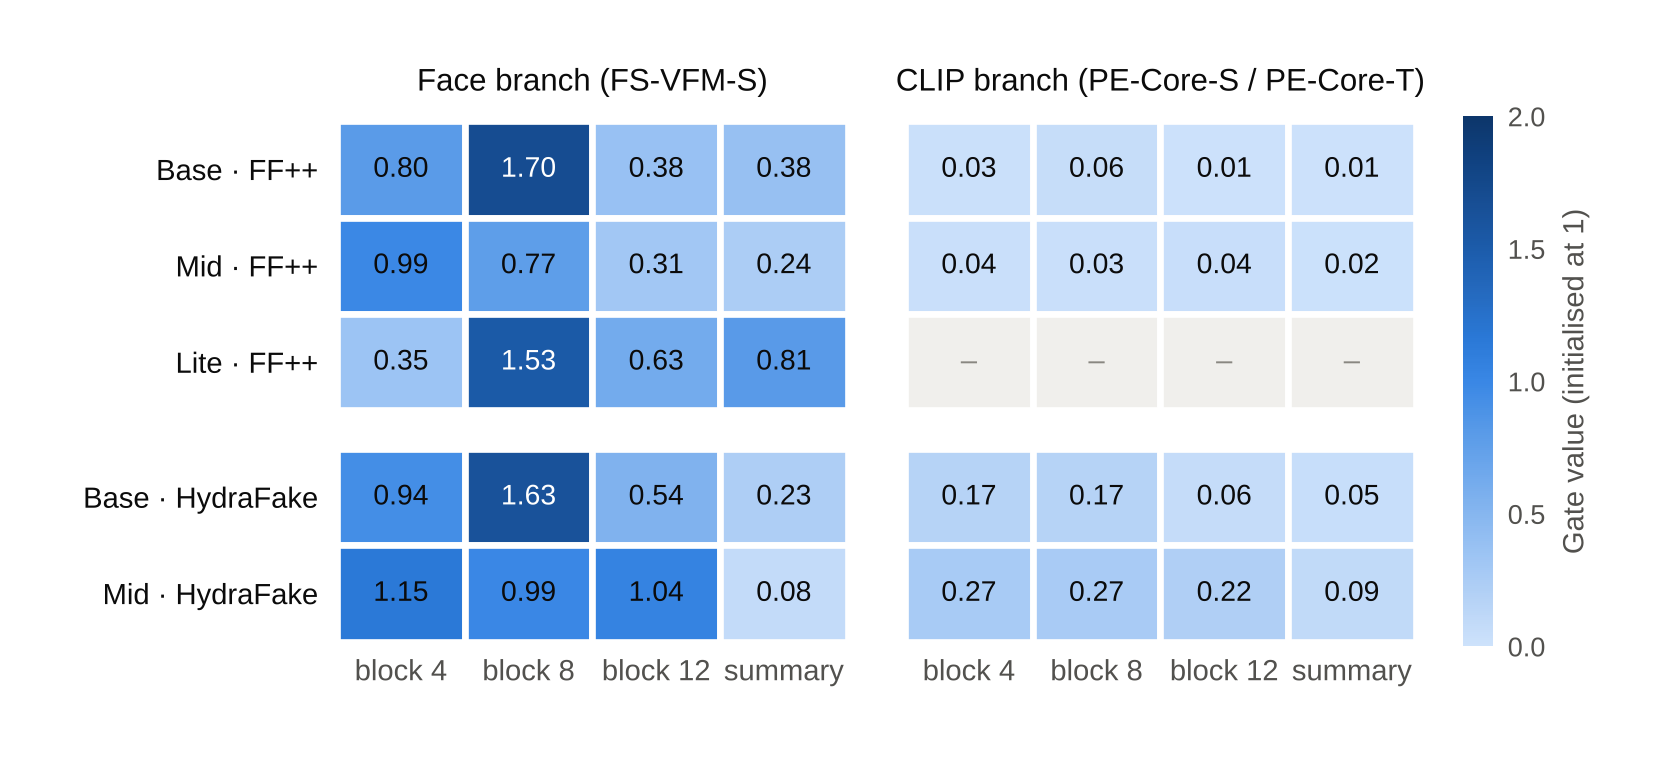 Face branch (FS-VFM-S) CLIP branch (PE-Core-S / PE-Core-T)
Base · FF++ 0.80 1.70 0.38 0.38 0.03 0.06 0.01 0.01
Mid · FF++ 0.99 0.77 0.31 0.24 0.04 0.03 0.04 0.02
Lite · FF++ 0.35 1.53 0.63 0.81 – – – –
Base · HydraFake 0.94 1.63 0.54 0.23 0.17 0.17 0.06 0.05
Mid · HydraFake 1.15 0.99 1.04 0.08 0.27 0.27 0.22 0.09
block 4 block 8 block 12 summary block 4 block 8 block 12 summary
2.0
1.5
1.0
0.5
0.0
Gate value (initialised at 1)